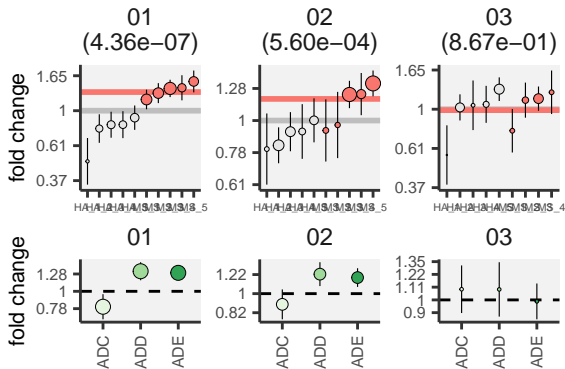 01 02 03
(4.36e−07) (5.60e−04) (8.67e−01)
fold change
1.65 1 0.61 0.37
1.28 1 0.78 0.61
1.65 1 0.61 0.37
01 02 03
fold change
1.28 1 0.78
1.22 1 0.82
1.35 1.22 1.11 1 0.9
ADC ADD ADE ADC ADD ADE ADC ADD ADE